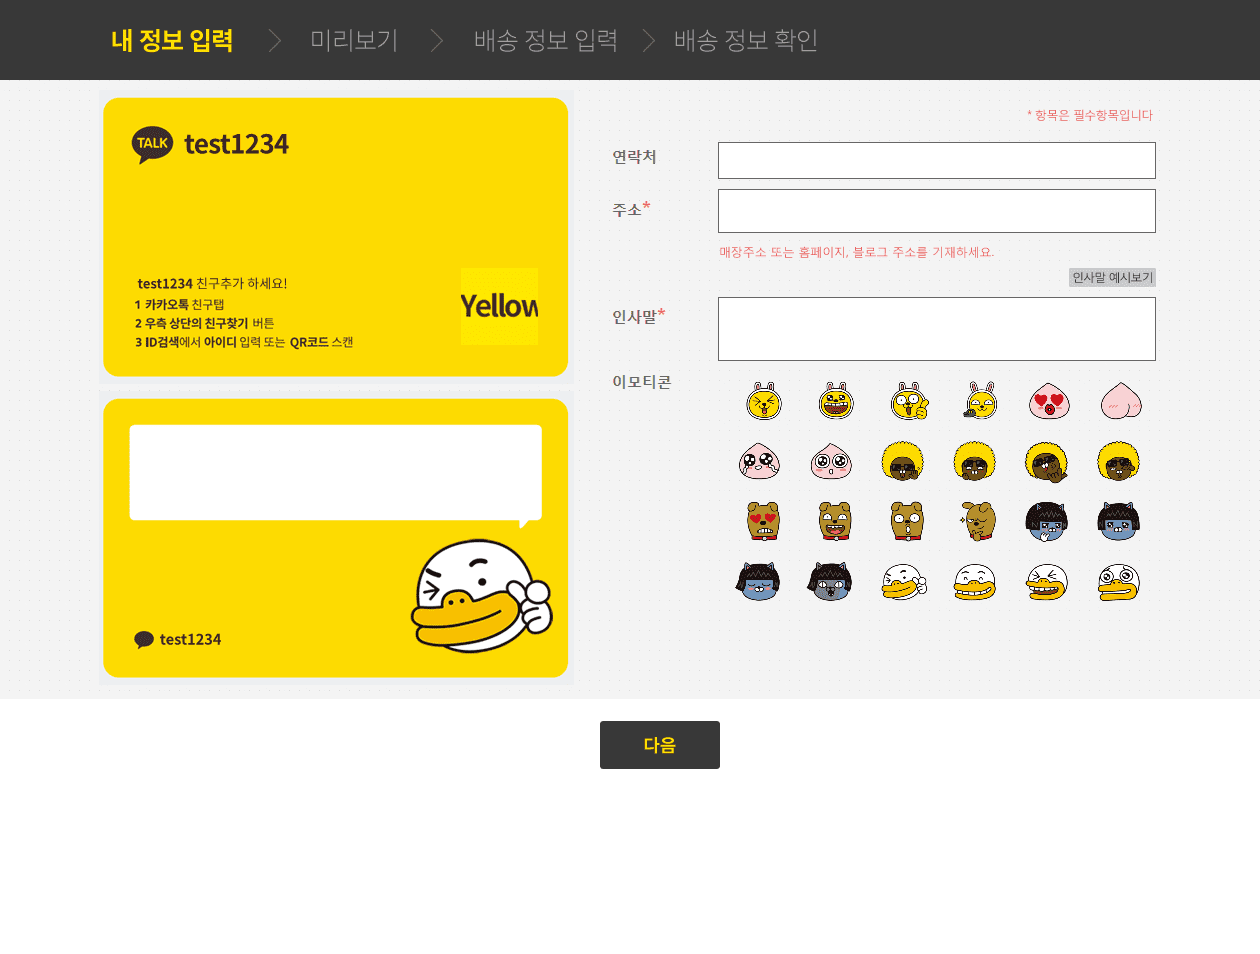 내 정보 입력
미리보기
배송 정보 입력
배송 정보 확인
TALK test1234
test1234 친구추가 하세요!
1 카카오톡 친구탭
2 우측 상단의 친구찾기 버튼
3 ID검색에서 아이디 입력 또는 QR코드 스캔
Yellow
test1234
* 항목은 필수항목입니다
연락처
주소*
매장주소 또는 홈페이지, 블로그 주소를 기재하세요.
인사말 예시보기
인사말*
이모티콘
다음